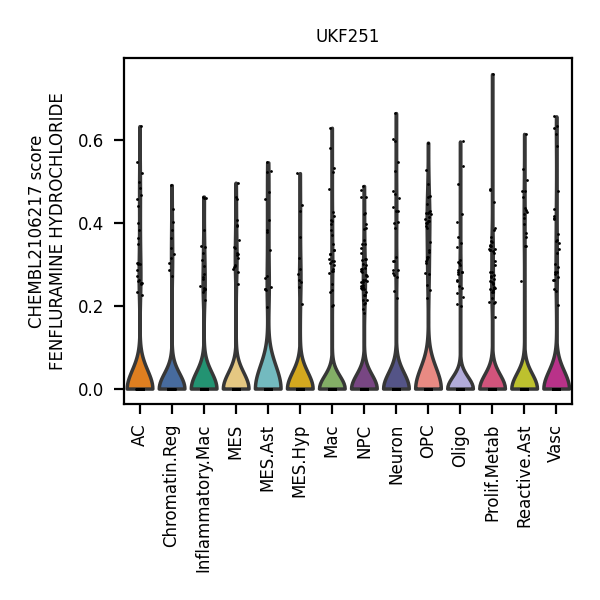 UKF251
CHEMBL2106217 score
FENFLURAMINE HYDROCHLORIDE
0.6
0.4
0.2
0.0
AC
Chromatin.Reg
Inflammatory.Mac
MES
MES.Ast
MES.Hyp
Mac
NPC
Neuron
OPC
Oligo
Prolif.Metab
Reactive.Ast
Vasc